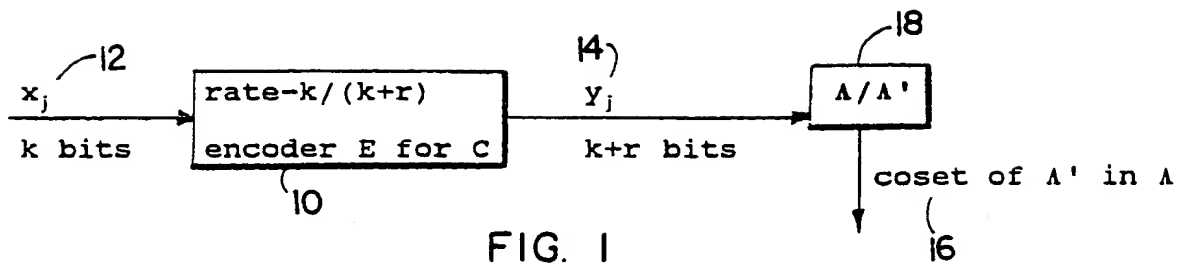 12
14
18
x_j
rate-k/(k+r)
y_j
Λ/Λ'
k bits
encoder E for C
k+r bits
10
coset of Λ' in Λ
16
FIG. 1